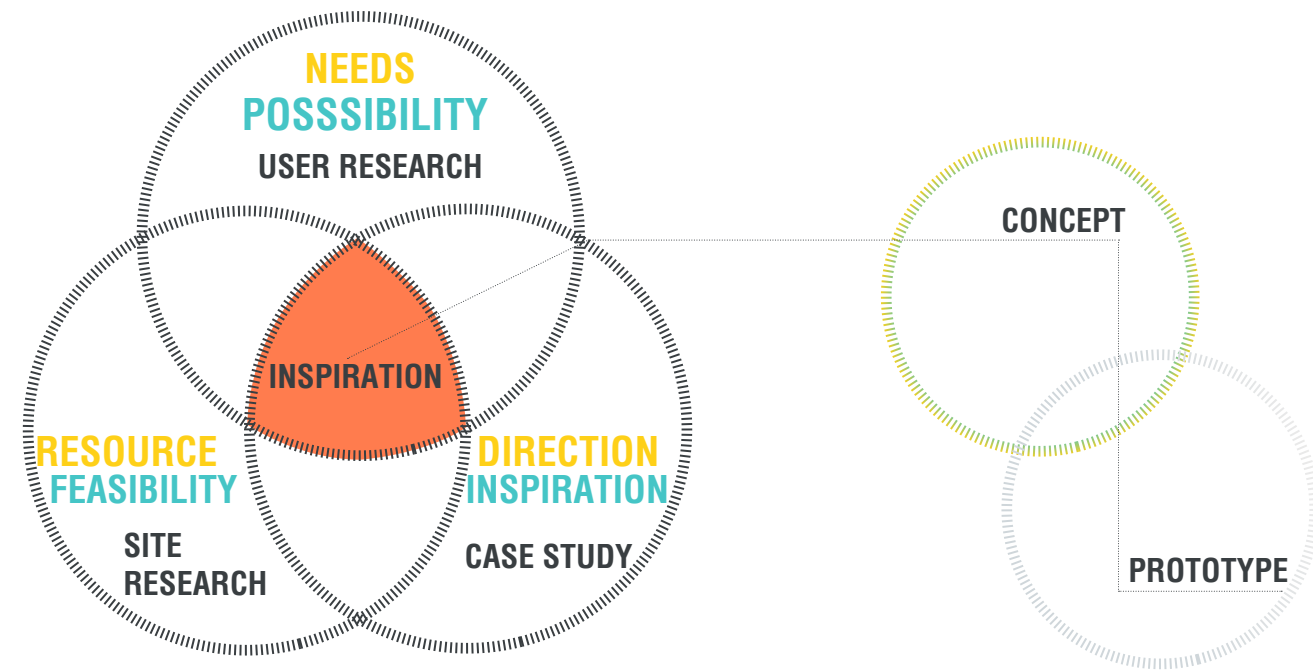 NEEDS
POSSSIBILITY
USER RESEARCH
CONCEPT
INSPIRATION
RESOURCE
FEASIBILITY
SITE
RESEARCH
DIRECTION
INSPIRATION
CASE STUDY
PROTOTYPE